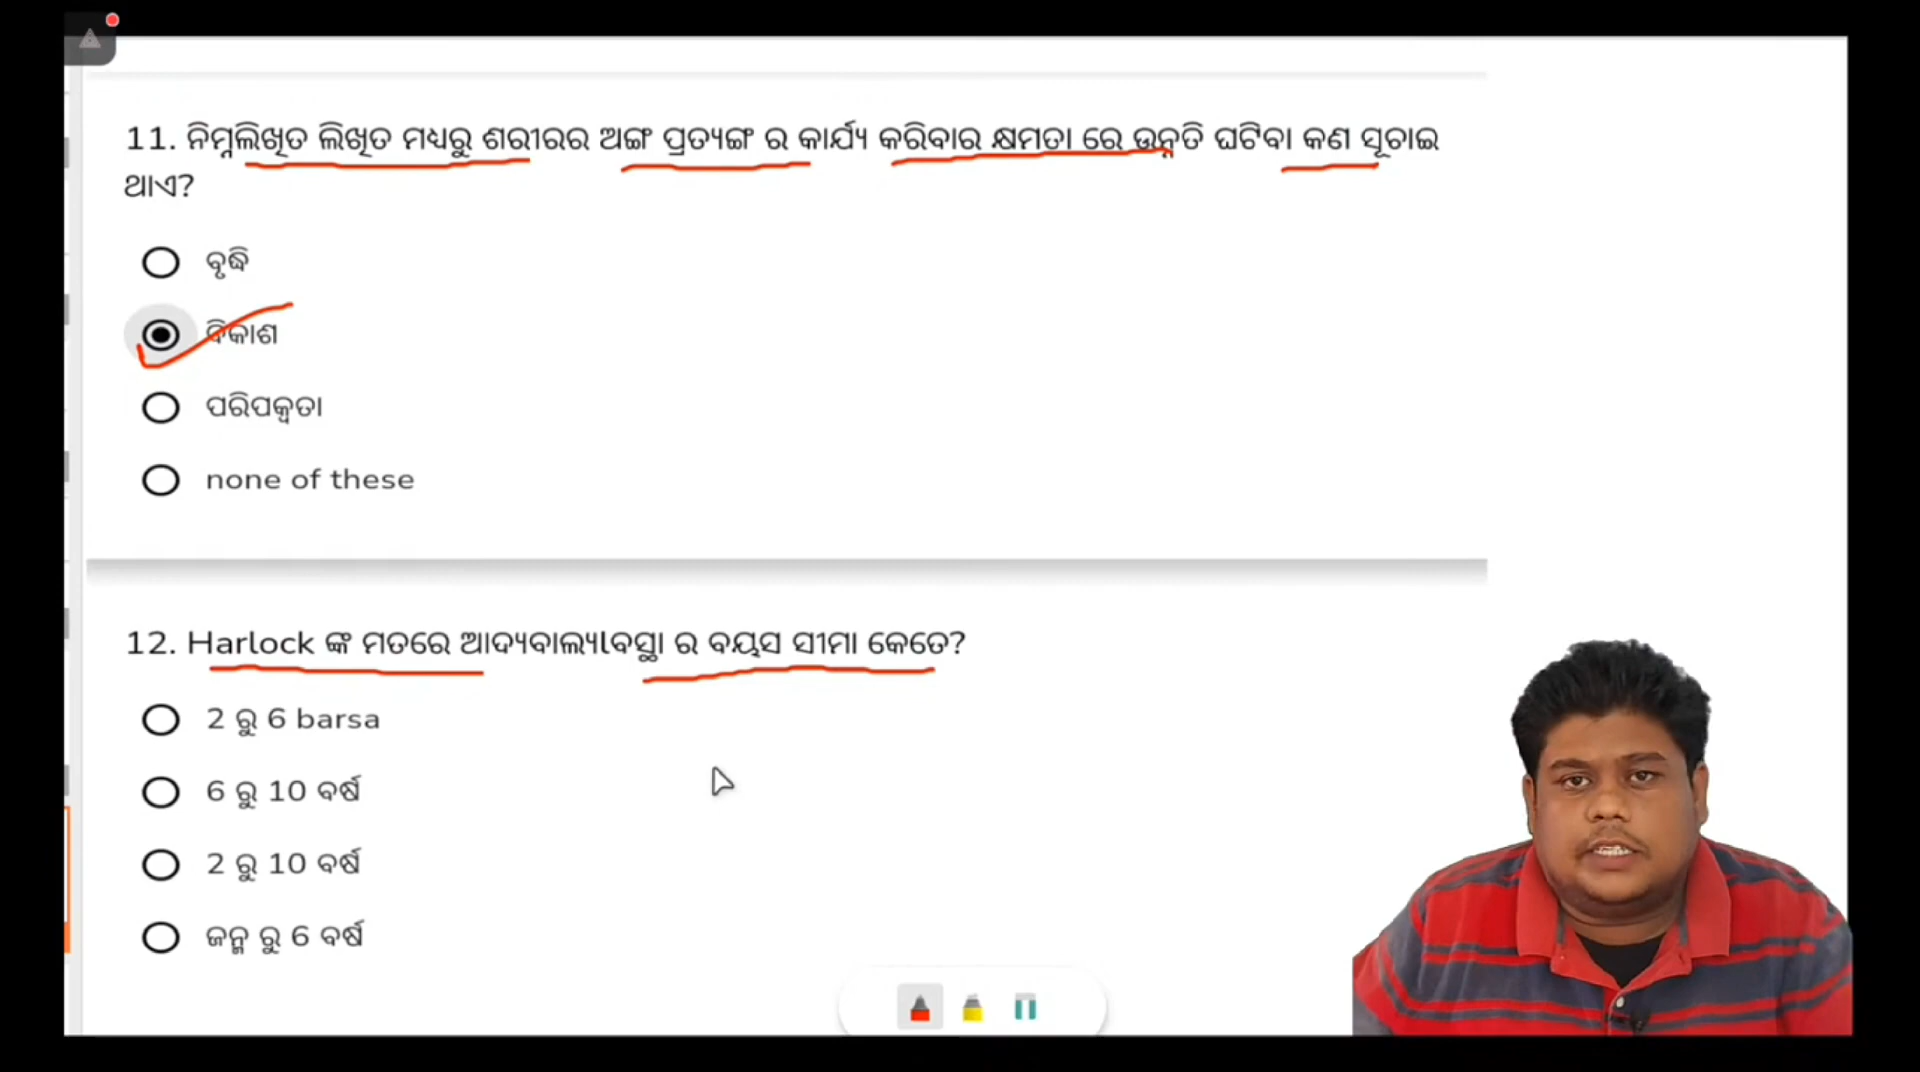 11. ନିମ୍ନଲିଖିତ ଲିଖିତ ମଧ୍ୟରୁ ଶରୀରର ଅଙ୍ଗ ପ୍ରତ୍ୟଙ୍ଗ ର କାର୍ଯ୍ୟ କରିବାର କ୍ଷମତା ରେ ଉନ୍ନତି ଘଟିବା କଣ ସୂଚାଇ
ଥାଏ?
ବୃଦ୍ଧି
ବିକାଶ
ପରିପକ୍ୱତା
none of these
12. Harlock ଙ୍କ ମତରେ ଆଦ୍ୟବାଲ୍ୟlବସ୍ଥା ର ବୟସ ସୀମା କେତେ?
2 ରୁ 6 barsa
6 ରୁ 10 ବର୍ଷ
2 ରୁ 10 ବର୍ଷ
ଜନ୍ମ ରୁ 6 ବର୍ଷ